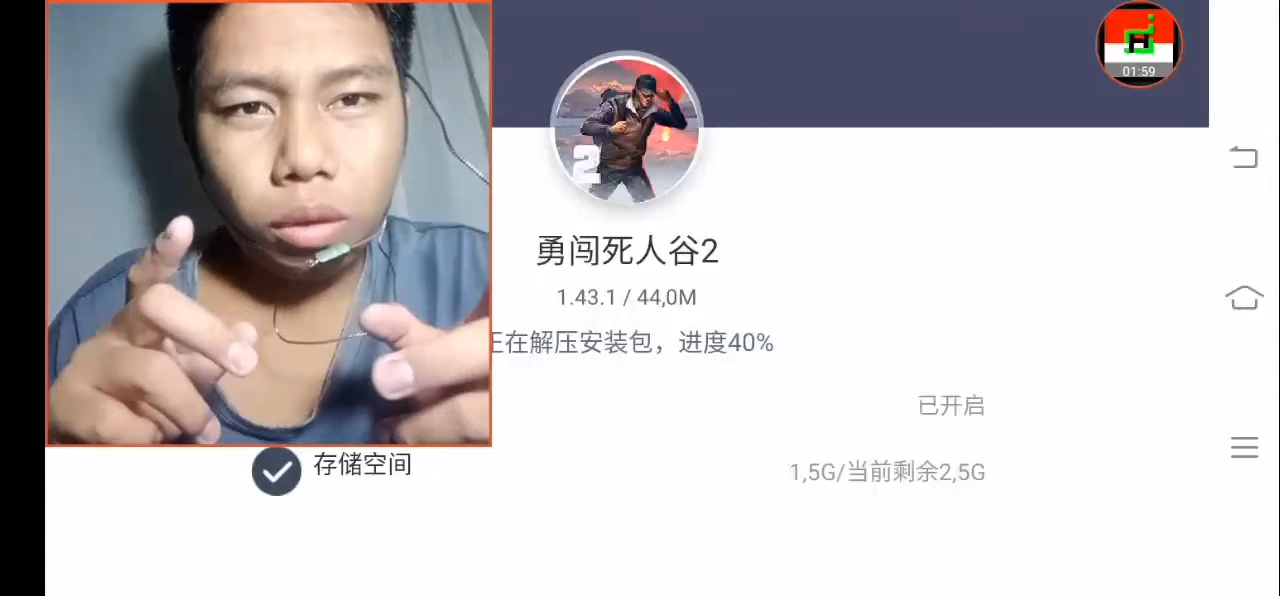 01:59
2
勇闯死人谷2
1.43.1 / 44,0M
正在解压安装包，进度40%
已开启
存储空间
1,5G/当前剩余2,5G